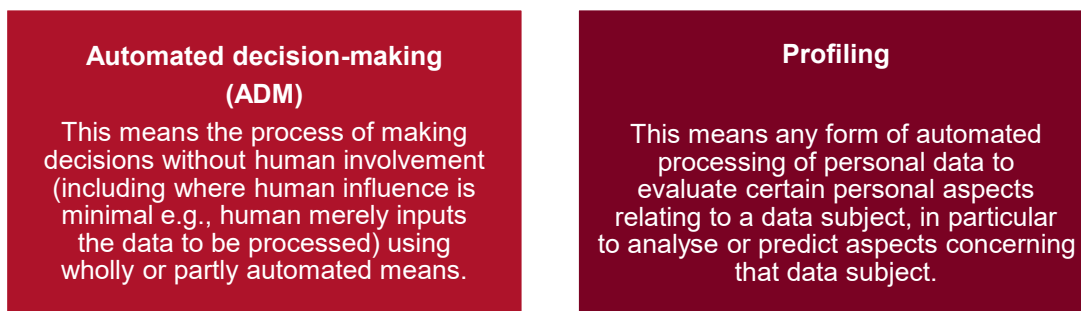 Automated decision-making
(ADM)
This means the process of making
decisions without human involvement
(including where human influence is
minimal e.g., human merely inputs
the data to be processed) using
wholly or partly automated means.
Profiling
This means any form of automated
processing of personal data to
evaluate certain personal aspects
relating to a data subject, in particular
to analyse or predict aspects concerning
that data subject.